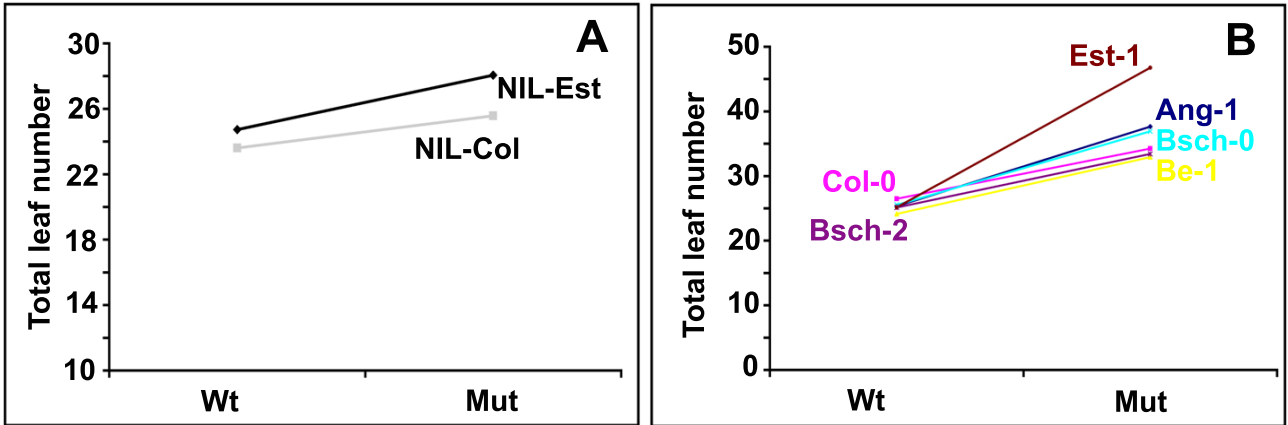 A
Total leaf number
30
26
22
18
14
10
NIL-Est
NIL-Col
Wt
Mut
B
Total leaf number
50
40
30
20
10
0
Est-1
Ang-1
Bsch-0
Be-1
Col-0
Bsch-2
Wt
Mut